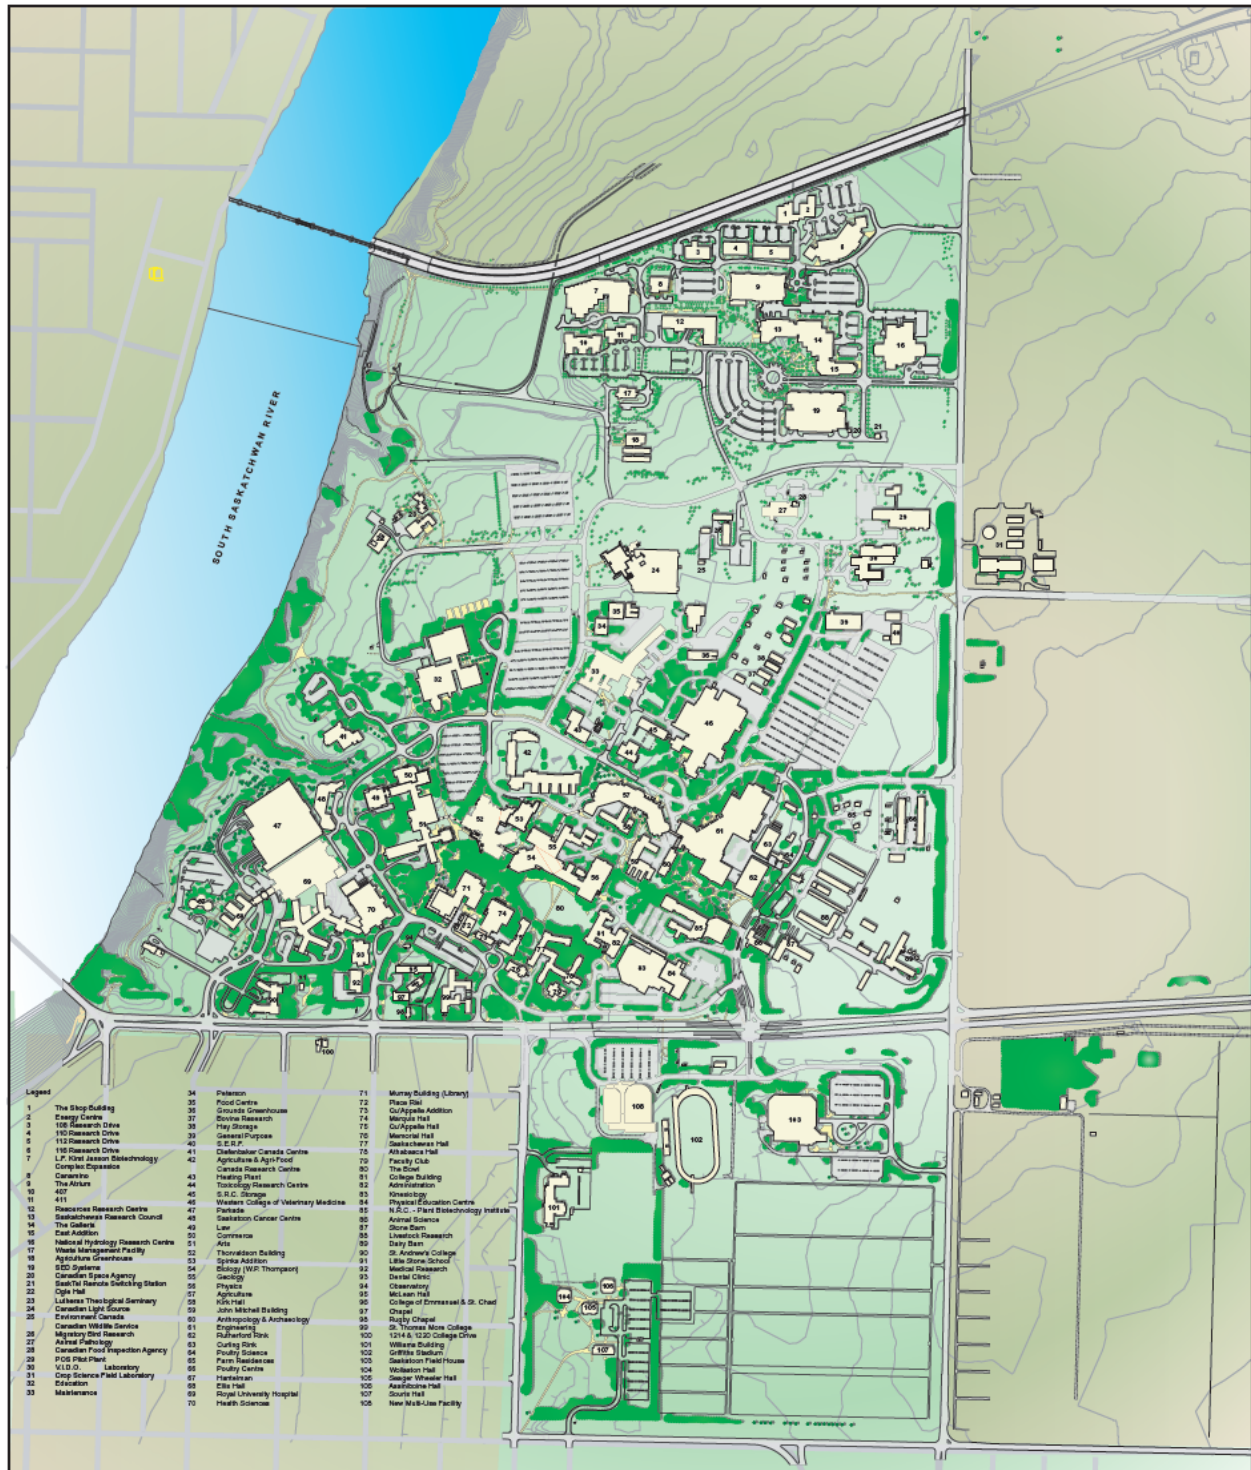 SOUTH SASKATCHWAN RIVER
Legend
1 The Shop Building
2 Energy Centre
3 108 Research Drive
4 110 Research Drive
5 112 Research Drive
6 116 Research Drive
7
Complex Expansion
8
9 The Atrium
10 407
11 411
12 Resources Research Centre
13 Saskatchewan Research Council
14 The Galleria
15 East Addition
16 National Hydrology Research Centre
17 Waste Management Facility
18 Agriculture Greenhouse
19 SED Systems
20 Canadian Space Agency
21 SaskTel Remote Switching Station
22 Ogle Hall
23 Lutheran Theological Seminary
24 Canadian Light Source
25 Environment Canada
Canadian Wildlife Service
26 Migratory Bird Research
27 Animal Pathology
28 Canadian Food Inspection Agency
29 POS Pilot Plant
30 V.I.D.O. Laboratory
31 Crop Science Field Laboratory
32 Education
33 Maintenance
34 Peterson
35 Food Centre
36 Grounds Greenhouse
37 Bovine Research
38 Hay Storage
39 General Purpose
40 S.E.R.F.
41 Diefenbaker Canada Centre
42 Agriculture & Agri-Food
Canada Research Centre
43 Heating Plant
44 Toxicology Research Centre
45 S.R.C. Storage
46 Western College of Veterinary Medicine
47 Parkade
48 Saskatoon Cancer Centre
49 Law
50 Commerce
51 Arts
52 Thorvaldson Building
53 Spinks Addition
54 Biology (W.P. Thompson)
55 Geology
56 Physics
57 Agriculture
58 Kirk Hall
59 John Mitchell Building
60 Anthropology & Archaeology
61 Engineering
62 Rutherford Rink
63 Curling Rink
64 Poultry Science
65 Farm Residences
66 Poultry Centre
67 Hantelman
68 Ellis Hall
69 Royal University Hospital
70 Health Sciences
71 Murray Building (Library)
72 Place Riel
73 Qu'Appelle Addition
74 Marquis Hall
75 Qu'Appelle Hall
76 Memorial Hall
77 Saskatchewan Hall
78 Athabasca Hall
79 Faculty Club
80 The Bowl
81 College Building
82 Administration
83 Kinesiology
84 Physical Education Centre
85 N.R.C. - Plant Biotechnology Institute
86 Animal Science
87 Stone Barn
88 Livestock Research
89 Dairy Barn
90 St. Andrew's College
91 Little Stone School
92 Medical Research
93 Dental Clinic
94 Observatory
95 McLean Hall
96 College of Emmanuel & St. Chad
97 Chapel
98 Rugby Chapel
99 St. Thomas More College
100 1214 & 1220 College Drive
101 Williams Building
102 Griffiths Stadium
103 Saskatoon Field House
104 Wollaston Hall
105 Seager Wheeler Hall
106 Assiniboine Hall
107 Souris Hall
108 New Multi-Use Facility